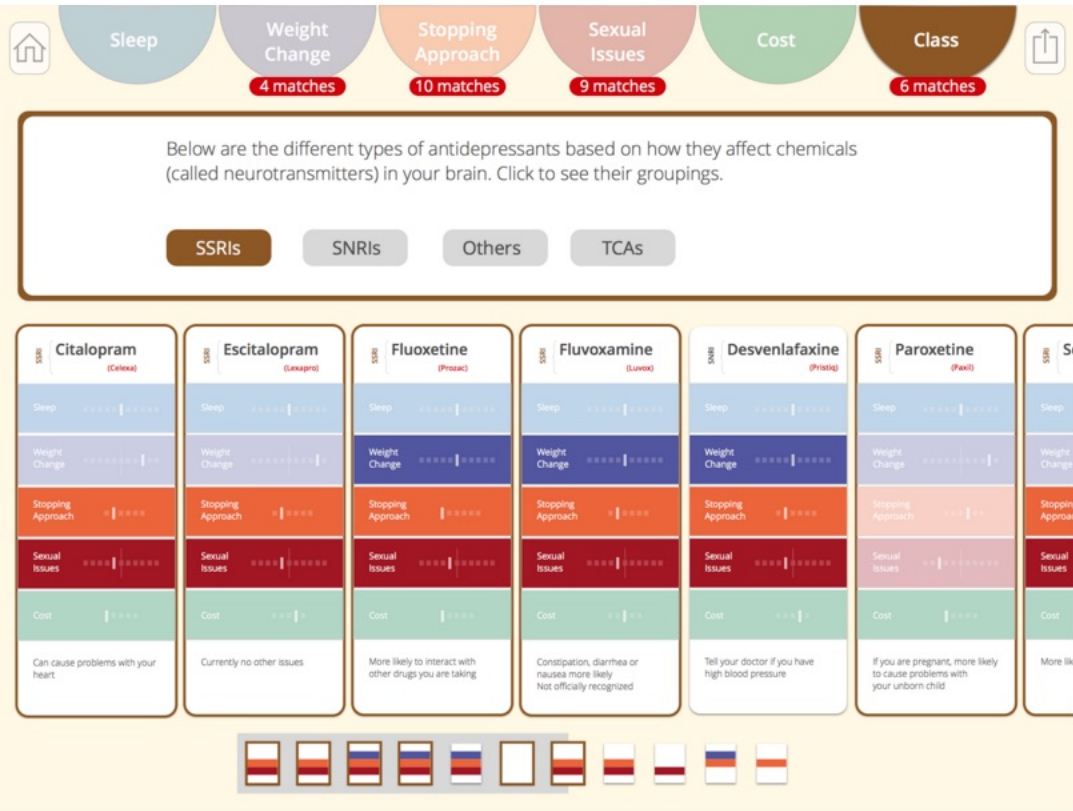 Sleep
Weight
Change
4 matches
Stopping
Approach
10 matches
Sexual
Issues
9 matches
Cost
Class
6 matches
Below are the different types of antidepressants based on how they affect chemicals
(called neurotransmitters) in your brain. Click to see their groupings.
SSRIs
SNRIs
Others
TCAs
SSRI
Citalopram
(Celexa)
Sleep
Weight
Change
Stopping
Approach
Sexual
Issues
Cost
Can cause problems with your
heart
SSRI
Escitalopram
(Lexapro)
Sleep
Weight
Change
Stopping
Approach
Sexual
Issues
Cost
Currently no other issues
SSRI
Fluoxetine
(Prozac)
Sleep
Weight
Change
Stopping
Approach
Sexual
Issues
Cost
More likely to interact with
other drugs you are taking
SSRI
Fluvoxamine
(Luvox)
Sleep
Weight
Change
Stopping
Approach
Sexual
Issues
Cost
Constipation, diarrhea or
nausea more likely
Not officially recognized
SNRI
Desvenlafaxine
(Pristiq)
Sleep
Weight
Change
Stopping
Approach
Sexual
Issues
Cost
Tell your doctor if you have
high blood pressure
SSRI
Paroxetine
(Paxil)
Sleep
Weight
Change
Stopping
Approach
Sexual
Issues
Cost
If you are pregnant, more likely
to cause problems with
your unborn child
SSRI
Sleep
Weight
Change
Sexual
Issues
Cost
More